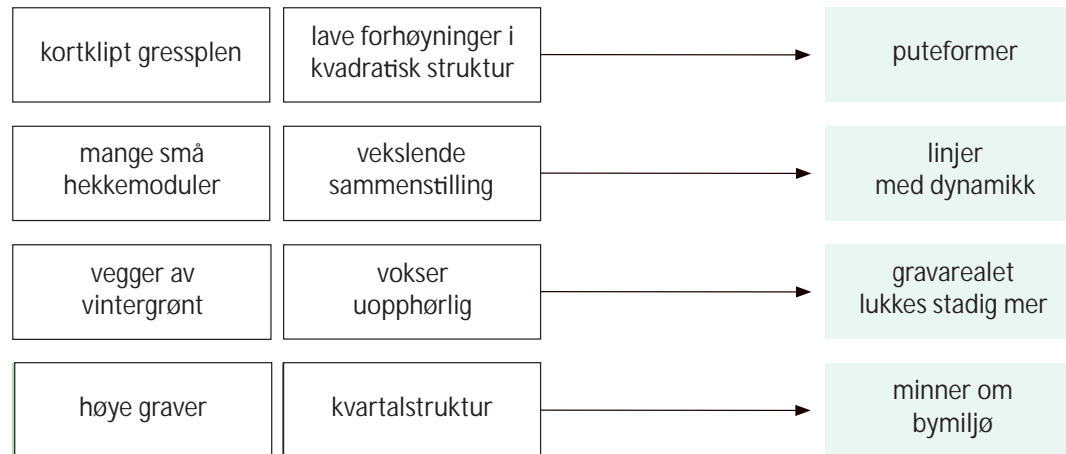 kortklipt gressplen
lave forhøyninger i
kvadratisk struktur
puteformer
mange små
hekkemoduler
vekslende
sammenstilling
linjer
med dynamikk
vegger av
vintergrønt
vokser
uopphørlig
gravarealet
lukkes stadig mer
høye graver
kvartalstruktur
minner om
bymiljø